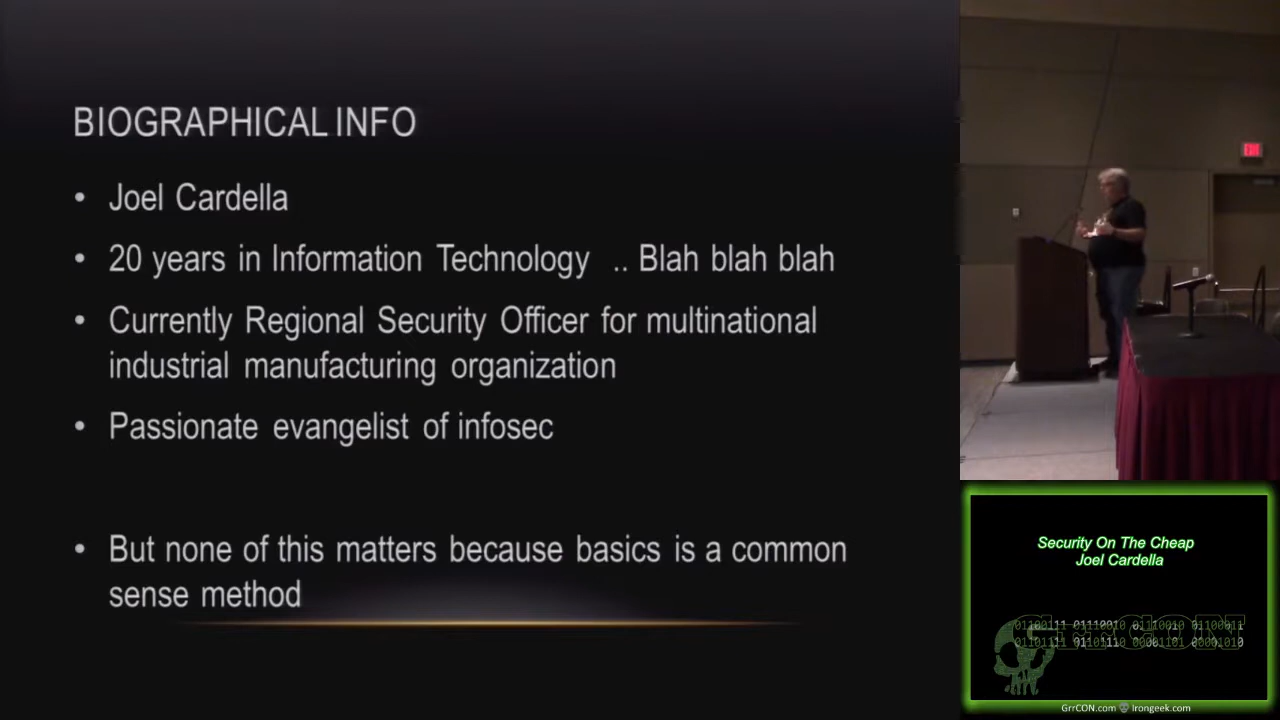 BIOGRAPHICAL INFO
• Joel Cardella
• 20 years in Information Technology .. Blah blah blah
• Currently Regional Security Officer for multinational
industrial manufacturing organization
• Passionate evangelist of infosec
• But none of this matters because basics is a common
sense method
Security On The Cheap
Joel Cardella
GrrCON
GrrCON.com Irongeek.com